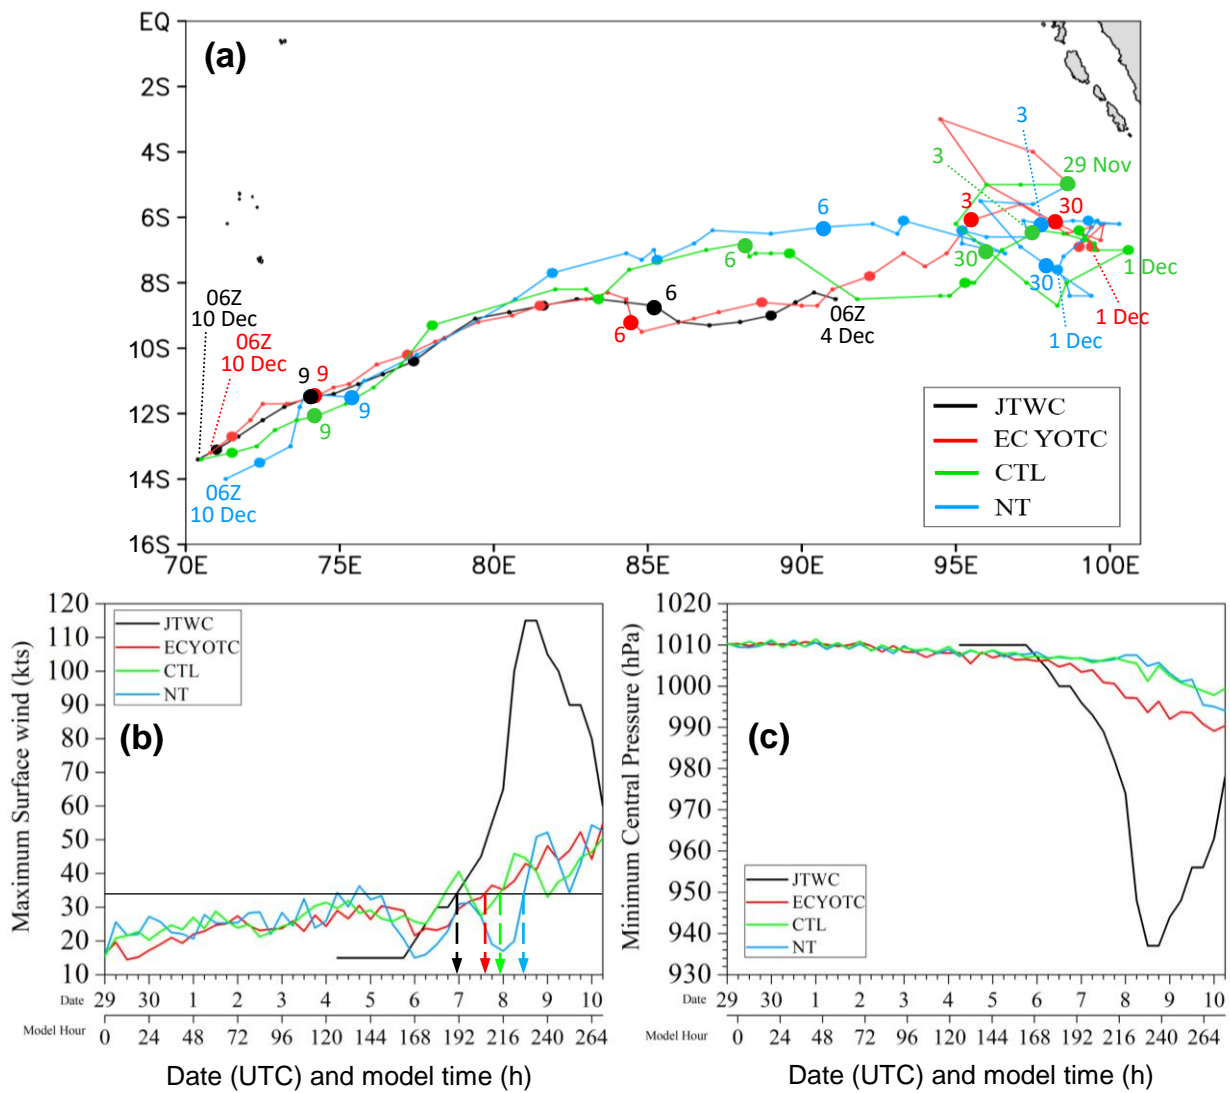 EQ
2S
4S
6S
8S
10S
12S
14S
16S
(a)
3
3
29 Nov
3
30
6
6
30
30
1 Dec
1 Dec
1 Dec
6
06Z
4 Dec
6
06Z
10 Dec
06Z
10 Dec
9
9
9
9
06Z
10 Dec
JTWC
EC YOTC
CTL
NT
70E 75E 80E 85E 90E 95E 100E
Maximum Surface wind (kts)
120
110
100
90
80
70
60
50
40
30
20
10
JTWC
ECYOTC
CTL
NT
(b)
Date 29 30 1 2 3 4 5 6 7 8 9 10
Model Hour 0 24 48 72 96 120 144 168 192 216 240 264
Date (UTC) and model time (h)
Minimum Central Pressure (hPa)
1020
1010
1000
990
980
970
960
950
940
930
(c)
JTWC
ECYOTC
CTL
NT
Date 29 30 1 2 3 4 5 6 7 8 9 10
Model Hour 0 24 48 72 96 120 144 168 192 216 240 264
Date (UTC) and model time (h)